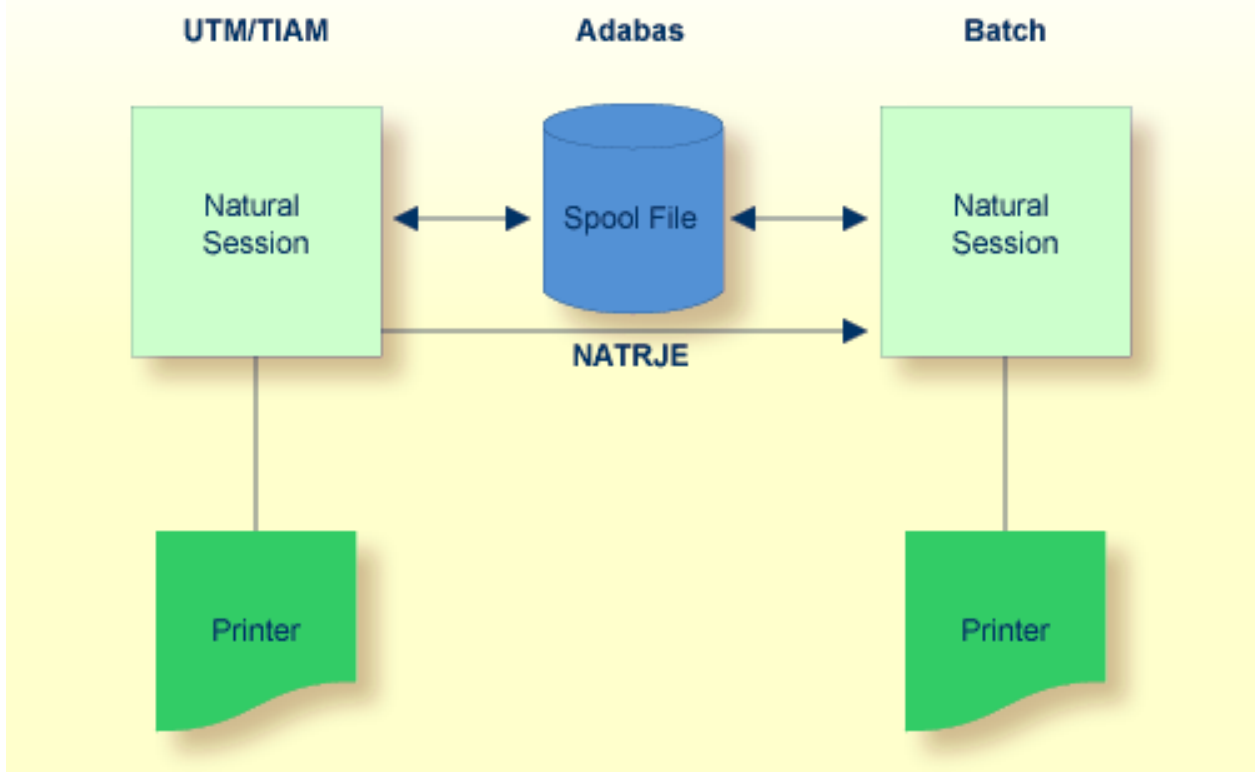 UTM/TIAM
Adabas
Batch
Natural
Session
Spool File
Natural
Session
NATRJE
Printer
Printer